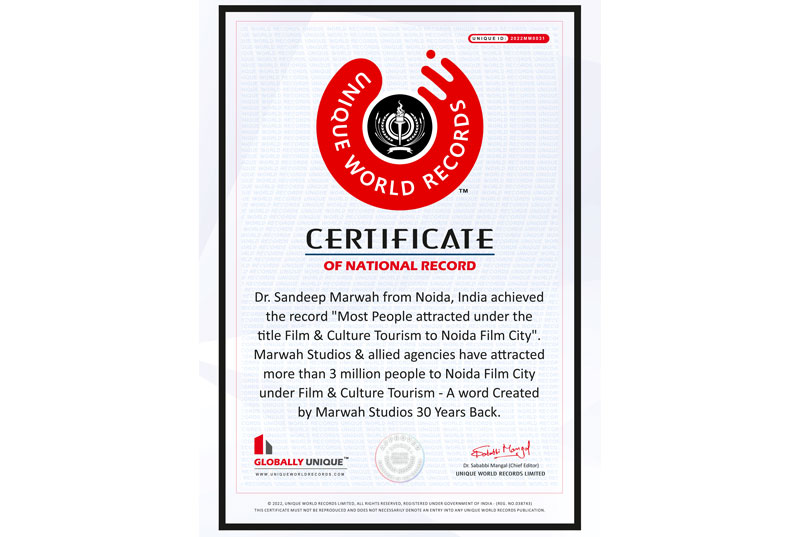 UNIQUE ID: 2022MW0031
UNIQUE WORLD RECORDS
TM
CERTIFICATE
OF NATIONAL RECORD
Dr. Sandeep Marwah from Noida, India achieved
the record "Most People attracted under the
title Film & Culture Tourism to Noida Film City".
Marwah Studios & allied agencies have attracted
more than 3 million people to Noida Film City
under Film & Culture Tourism - A word Created
by Marwah Studios 30 Years Back.
GLOBALLY UNIQUE™
WWW.UNIQUEWORLDRECORDS.COM
Sababbi Mangal
Dr. Sababbi Mangal (Chief Editor)
UNIQUE WORLD RECORDS LIMITED
© 2022, UNIQUE WORLD RECORDS LIMITED, ALL RIGHTS RESERVED, REGISTERED UNDER GOVERNMENT OF INDIA - (REG. NO 038743)
THIS CERTIFICATE MUST NOT BE REPRODUCED AND DOES NOT NECESSARILY DENOTE AN ENTRY INTO ANY UNIQUE WORLD RECORDS PUBLICATION.